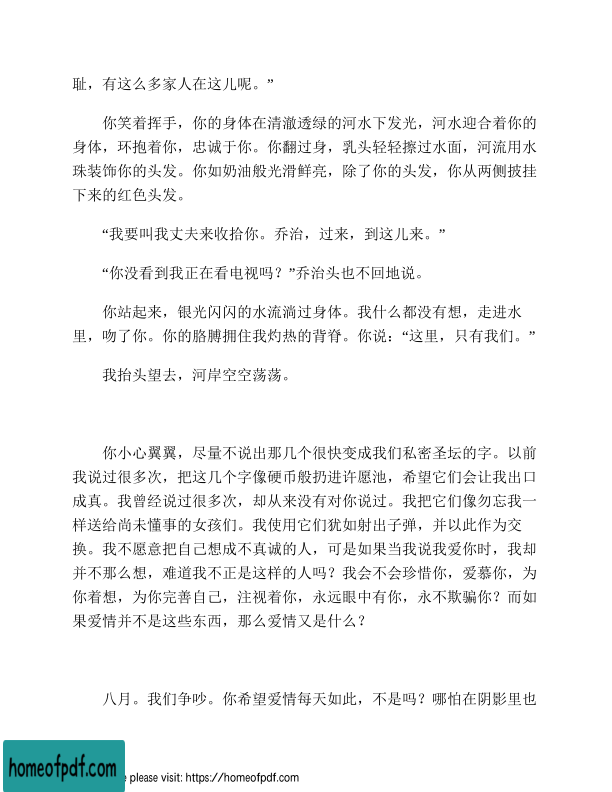 耻，有这么多家人在这儿呢。”
你笑着挥手，你的身体在清澈透绿的河水下发光，河水迎合着你的
身体，环抱着你，忠诚于你。你翻过身，乳头轻轻擦过水面，河流用水
珠装饰你的头发。你如奶油般光滑鲜亮，除了你的头发，你从两侧披挂
下来的红色头发。
“我要叫我丈夫来收拾你。乔治，过来，到这儿来。”
“你没看到我正在看电视吗？”乔治头也不回地说。
你站起来，银光闪闪的水流淌过身体。我什么都没有想，走进水
里，吻了你。你的胳膊拥住我灼热的背脊。你说：“这里，只有我们。”
我抬头望去，河岸空空荡荡。
你小心翼翼，尽量不说出那几个很快变成我们私密圣坛的字。以前
我说过很多次，把这几个字像硬币般扔进许愿池，希望它们会让我出口
成真。我曾经说过很多次，却从来没有对你说过。我把它们像勿忘我一
样送给尚未懂事的女孩们。我使用它们犹如射出子弹，并以此作为交
换。我不愿意把自己想成不真诚的人，可是如果当我说我爱你时，我却
并不那么想，难道我不正是这样的人吗？我会不会珍惜你，爱慕你，为
你着想，为你完善自己，注视着你，永远眼中有你，永不欺骗你？而如
果爱情并不是这些东西，那么爱情又是什么？
八月。我们争吵。你希望爱情每天如此，不是吗？哪怕在阴影里也
homeofpdf.com
e please visit: https://homeofpdf.com